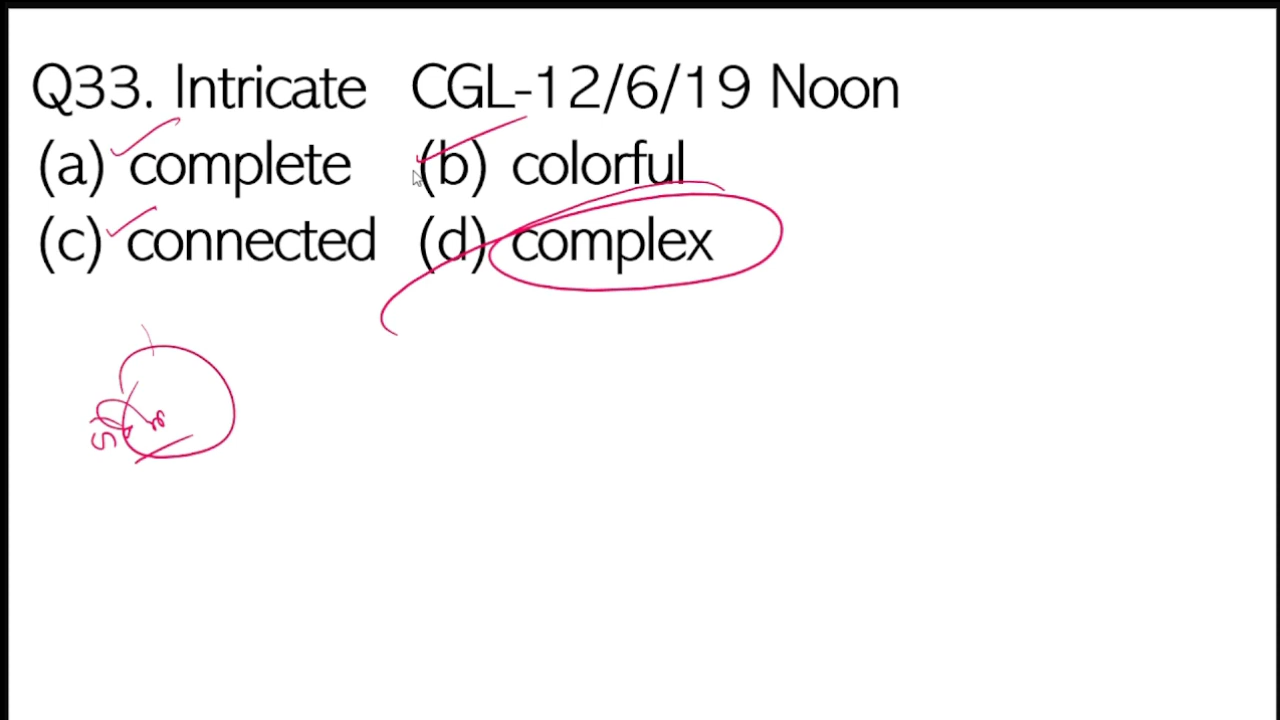 Q33. Intricate CGL-12/6/19 Noon
(a) complete (b) colorful
(c) connected (d) complex